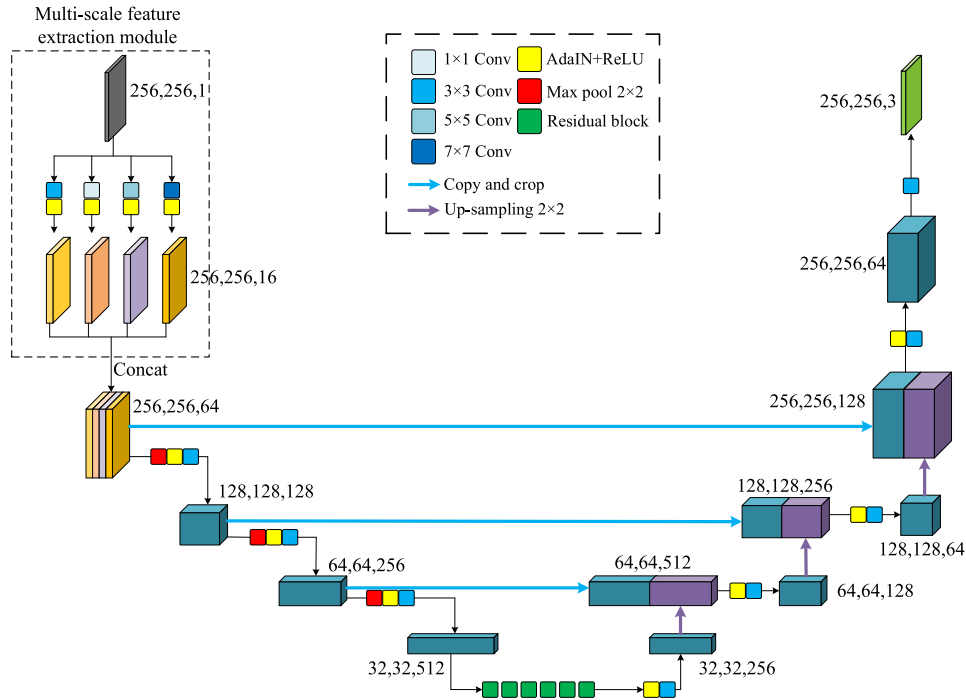 Multi-scale feature
extraction module
256,256,1
256,256,16
Concat
1×1 Conv
AdaIN+ReLU
3×3 Conv
Max pool 2×2
5×5 Conv
Residual block
7×7 Conv
Copy and crop
Up-sampling 2×2
256,256,3
256,256,64
256,256,64
256,256,128
128,128,128
128,128,256
128,128,64
64,64,256
64,64,512
64,64,128
32,32,512
32,32,256